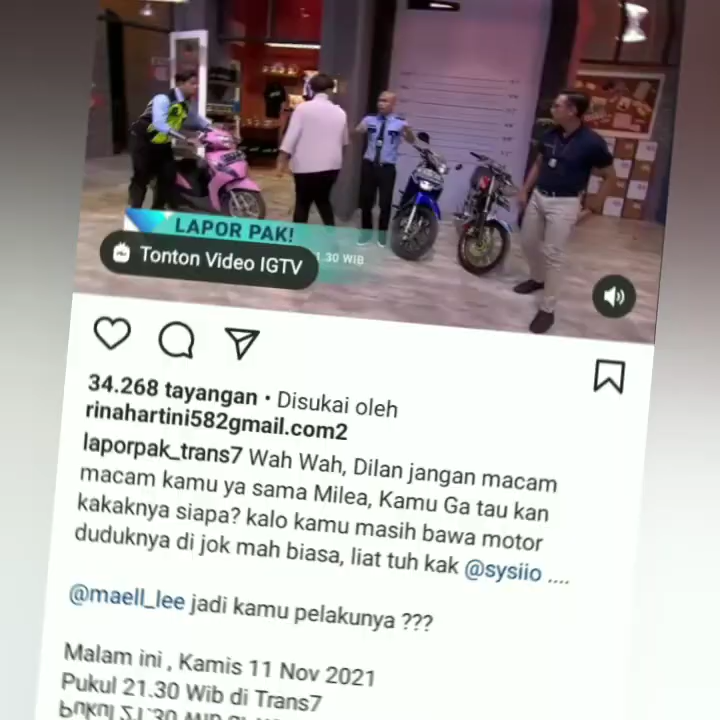 LAPOR PAK!
1.30 WIB
Tonton Video IGTV
34.268 tayangan • Disukai oleh
rinahartini582gmail.com2
laporpak_trans7 Wah Wah, Dilan jangan macam
macam kamu ya sama Milea, Kamu Ga tau kan
kakaknya siapa? kalo kamu masih bawa motor
duduknya di jok mah biasa, liat tuh kak @sysiio ....
@maell_lee jadi kamu pelakunya ???
Malam ini , Kamis 11 Nov 2021
Pukul 21.30 Wib di Trans7